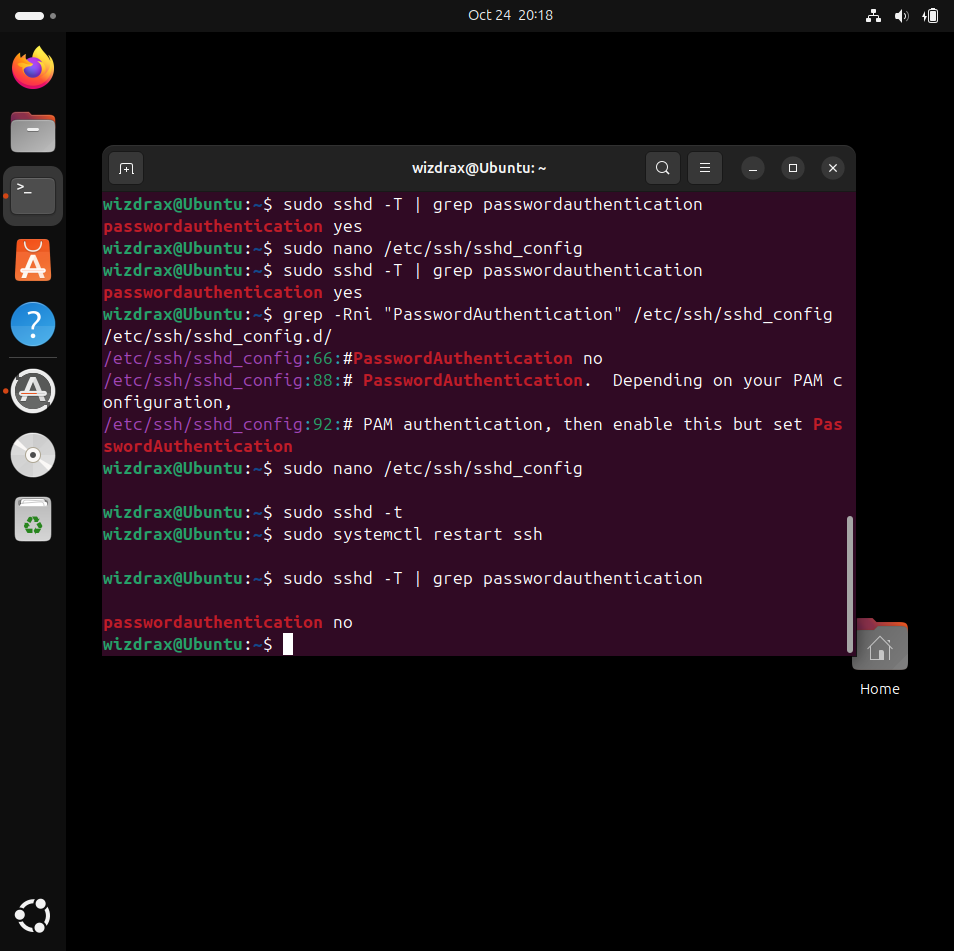 Oct 24 20:18
wizdrax@Ubuntu: ~
wizdrax@Ubuntu:~$ sudo sshd -T | grep passwordauthentication
passwordauthentication yes
wizdrax@Ubuntu:~$ sudo nano /etc/ssh/sshd_config
wizdrax@Ubuntu:~$ sudo sshd -T | grep passwordauthentication
passwordauthentication yes
wizdrax@Ubuntu:~$ grep -Rni "PasswordAuthentication" /etc/ssh/sshd_config
/etc/ssh/sshd_config.d/
/etc/ssh/sshd_config:66:#PasswordAuthentication no
/etc/ssh/sshd_config:88:# PasswordAuthentication.  Depending on your PAM c
onfiguration,
/etc/ssh/sshd_config:92:# PAM authentication, then enable this but set Pas
swordAuthentication
wizdrax@Ubuntu:~$ sudo nano /etc/ssh/sshd_config
wizdrax@Ubuntu:~$ sudo sshd -t
wizdrax@Ubuntu:~$ sudo systemctl restart ssh
wizdrax@Ubuntu:~$ sudo sshd -T | grep passwordauthentication
passwordauthentication no
wizdrax@Ubuntu:~$
Home